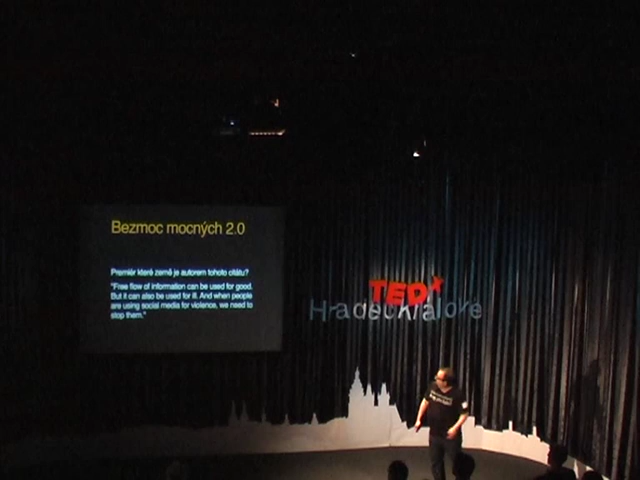 Bezmoc mocných 2.0
Premiér které země je autorem tohoto citátu?
"Free flow of information can be used for good.
But it can also be used for ill. And when people
are using social media for violence, we need to
stop them."
TEDx
HradecKrálové